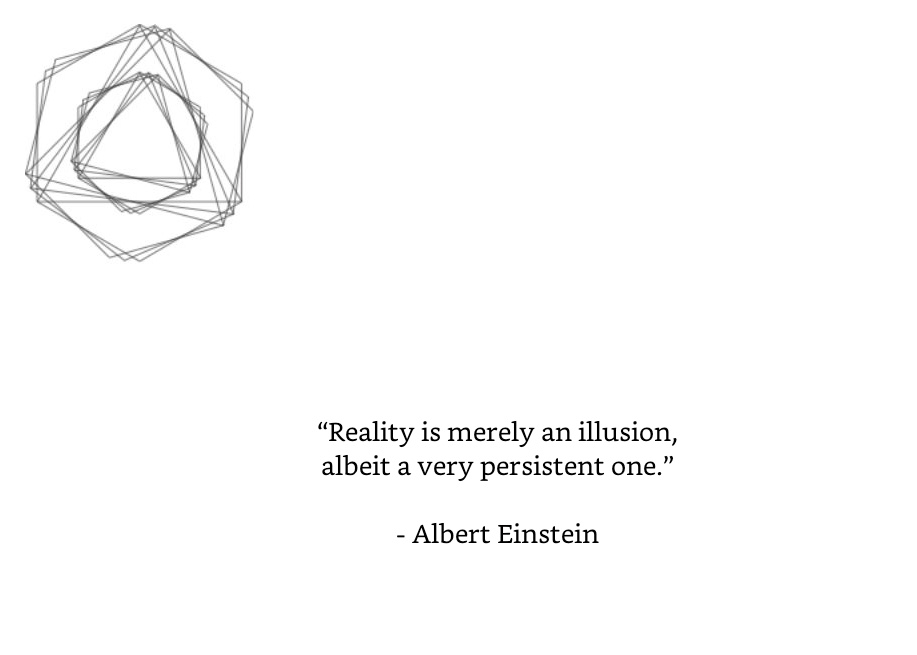 “Reality is merely an illusion,
albeit a very persistent one.”
- Albert Einstein